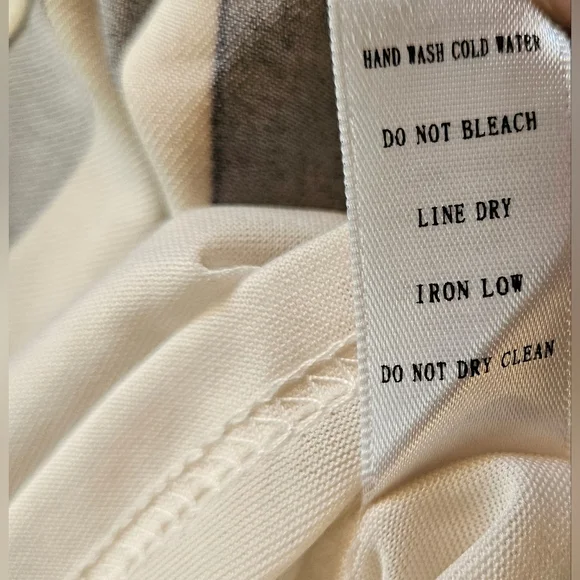 HAND WASH COLD WATER
DO NOT BLEACH
LINE DRY
IRON LOW
DO NOT DRY CLEAN